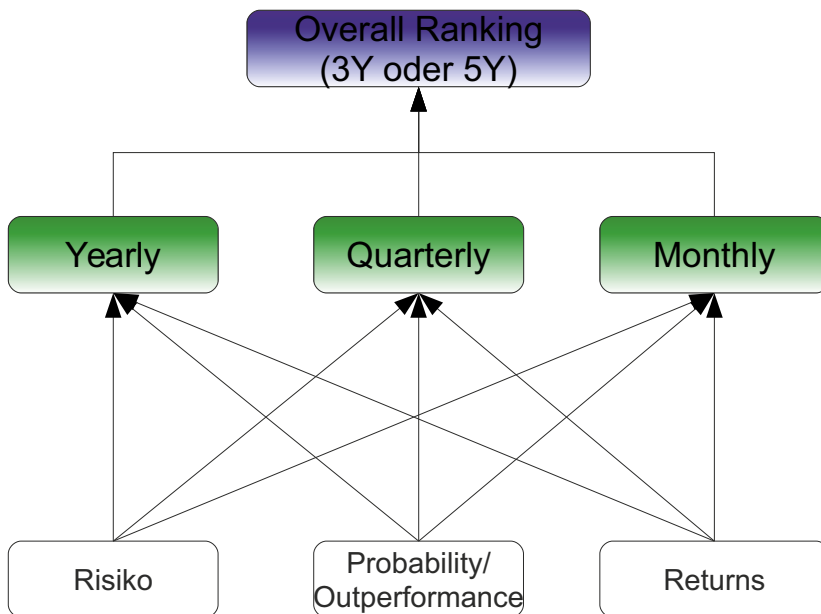 Overall Ranking
(3Y oder 5Y)
Yearly
Quarterly
Monthly
Risiko
Probability/
Outperformance
Returns